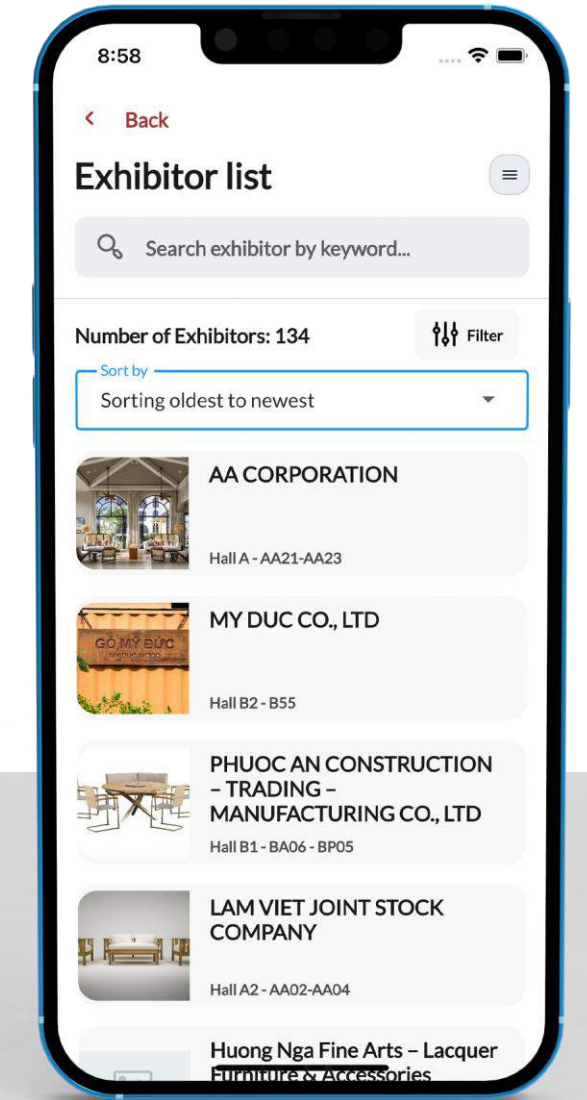 8:58
Back
Exhibitor list
Search exhibitor by keyword...
Number of Exhibitors: 134
Filter
Sort by
Sorting oldest to newest
AA CORPORATION
Hall A - AA21-AA23
GỖ MỸ ĐỨC
MY DUC WOOD
MY DUC CO., LTD
Hall B2 - B55
PHUOC AN CONSTRUCTION
– TRADING –
MANUFACTURING CO., LTD
Hall B1 - BA06 - BP05
LAM VIET JOINT STOCK
COMPANY
Hall A2 - AA02-AA04
Huong Nga Fine Arts – Lacquer
Furniture & Accessories